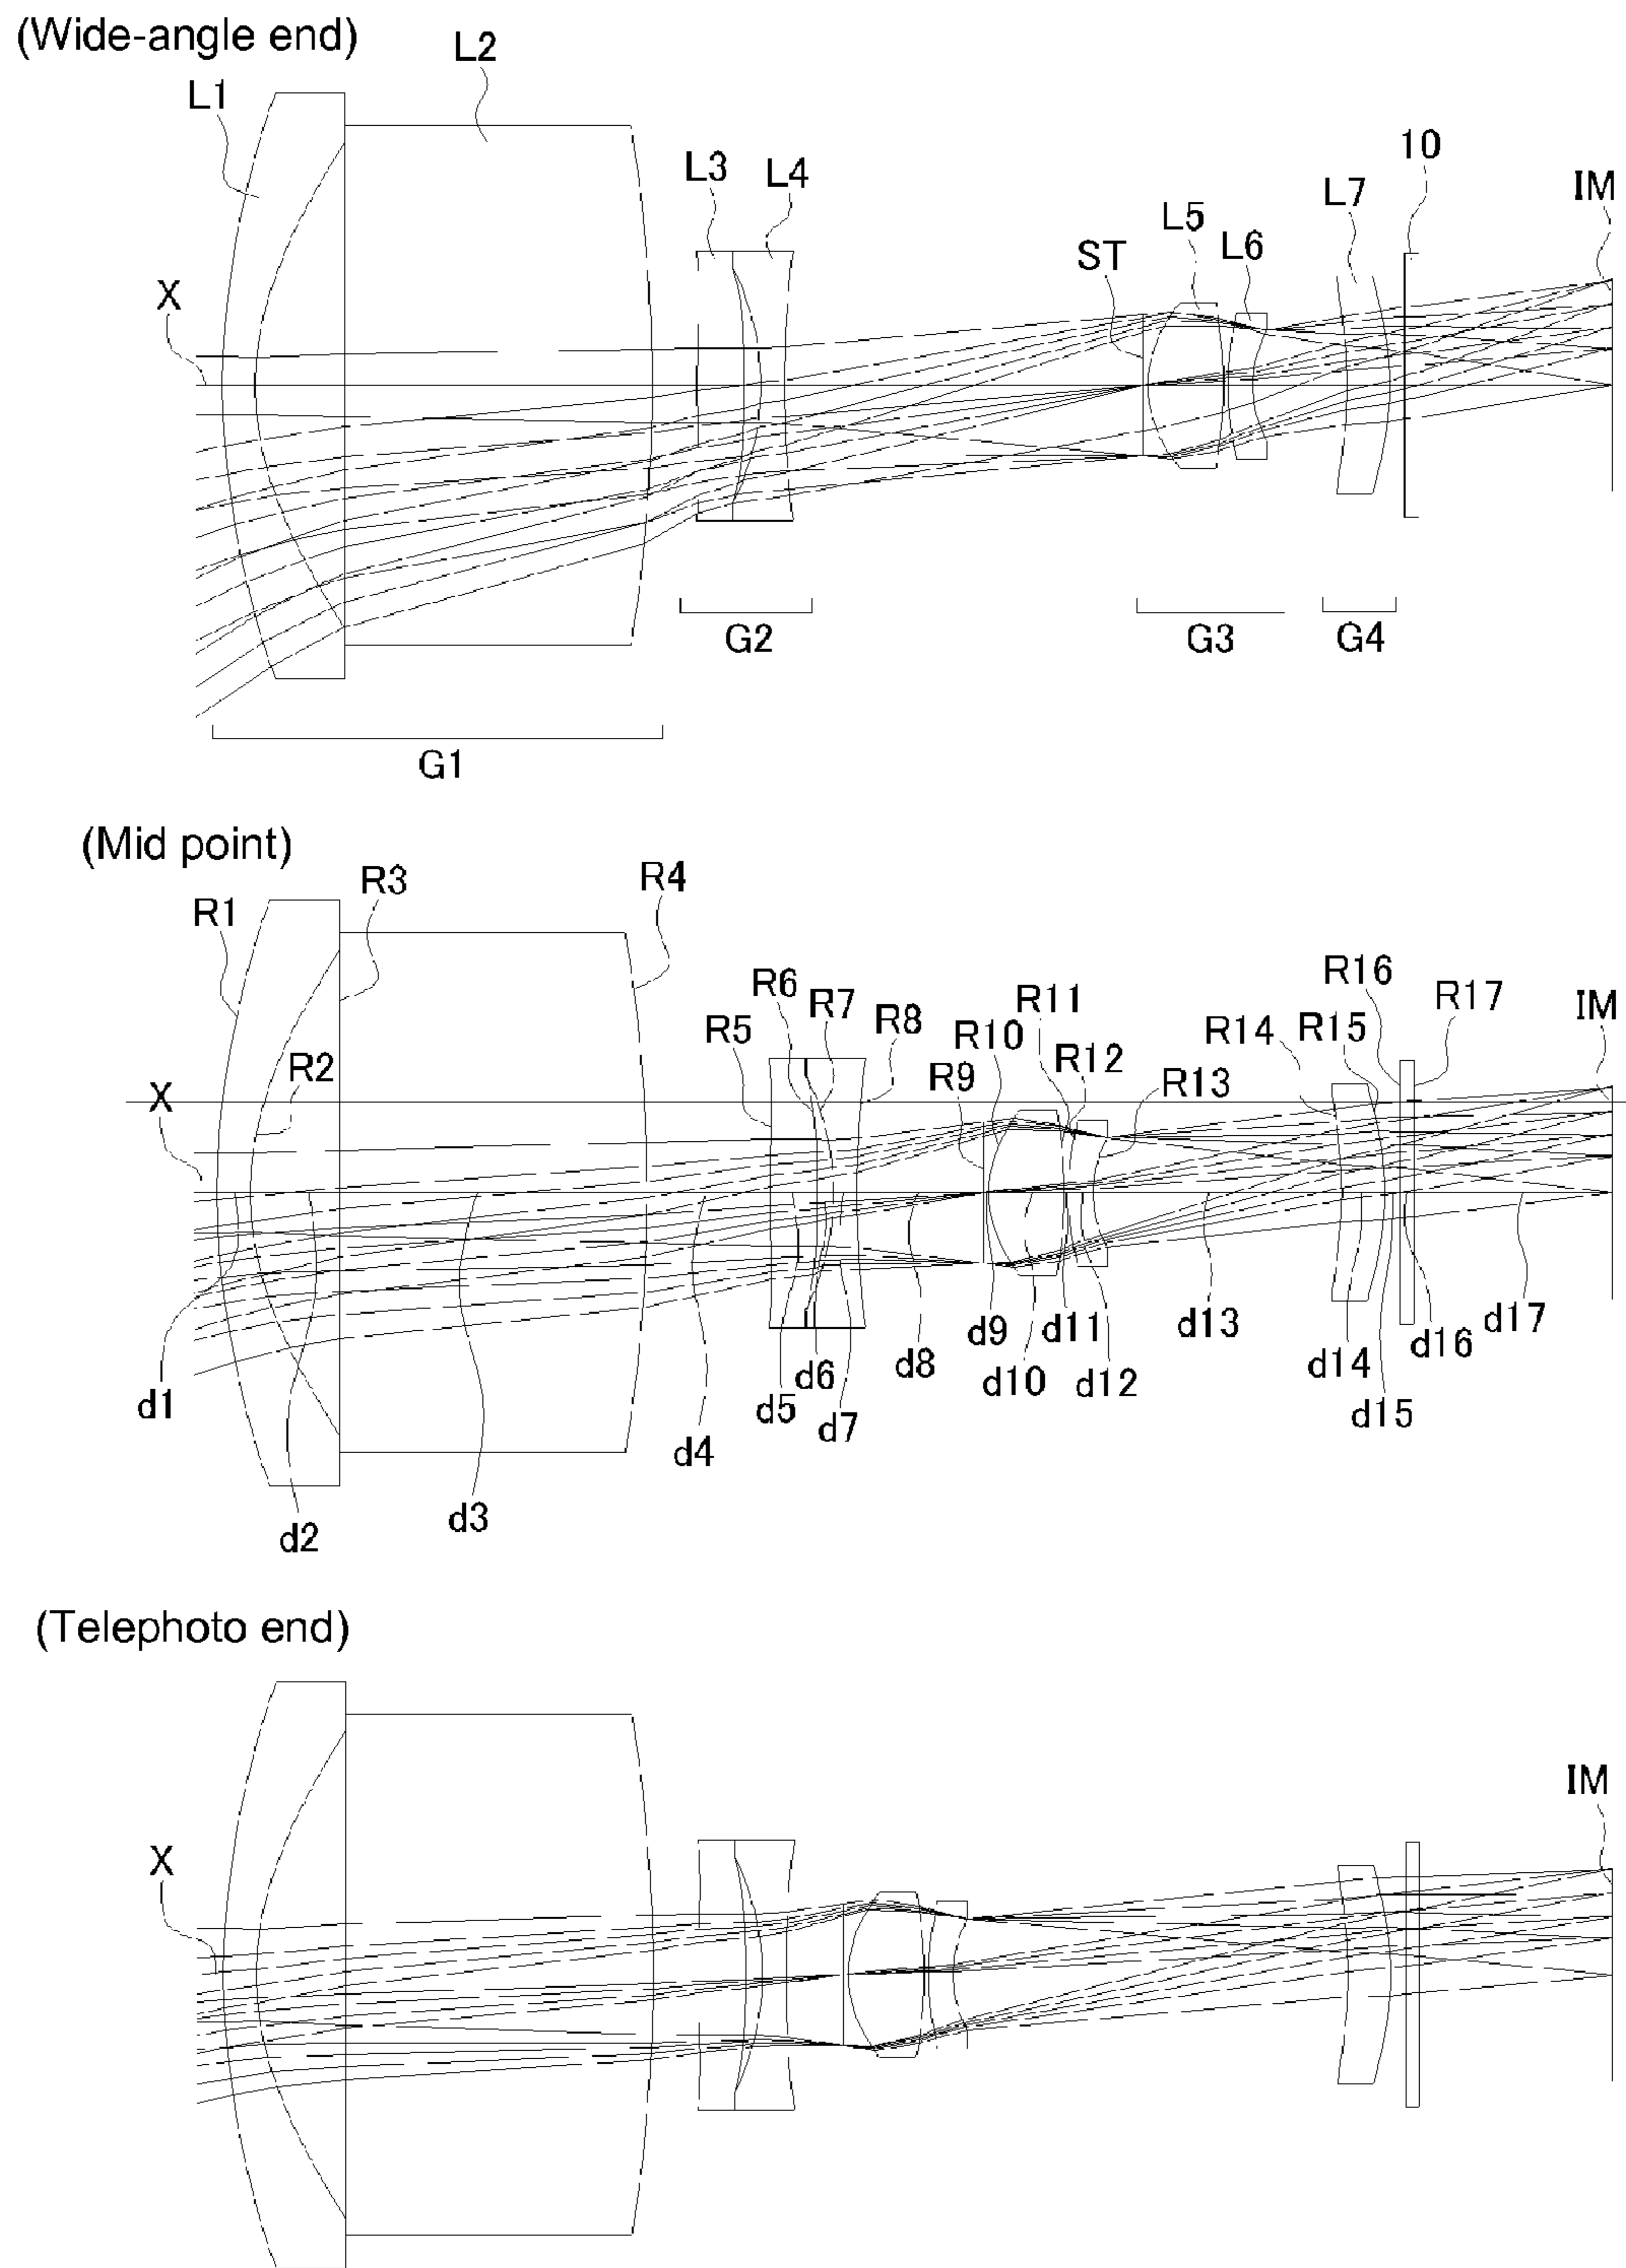 (Wide-angle end)
L1
L2
L3
L4
ST
L5
L6
L7
10
IM
X
G1
G2
G3
G4
(Mid point)
R1
R2
R3
R4
R5
R6
R7
R8
R9
R10
R11
R12
R13
R14
R15
R16
R17
IM
X
d1
d2
d3
d4
d5
d6
d7
d8
d9
d10
d11
d12
d13
d14
d15
d16
d17
(Telephoto end)
X
IM